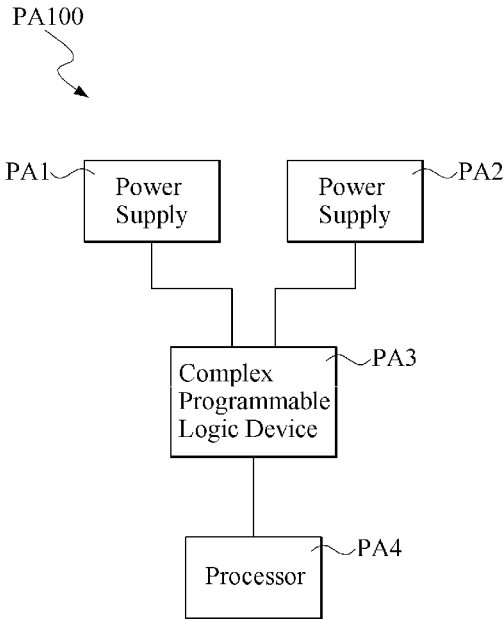 PA100
PA1
Power
Supply
Power
Supply
PA2
Complex
Programmable
Logic Device
PA3
Processor
PA4